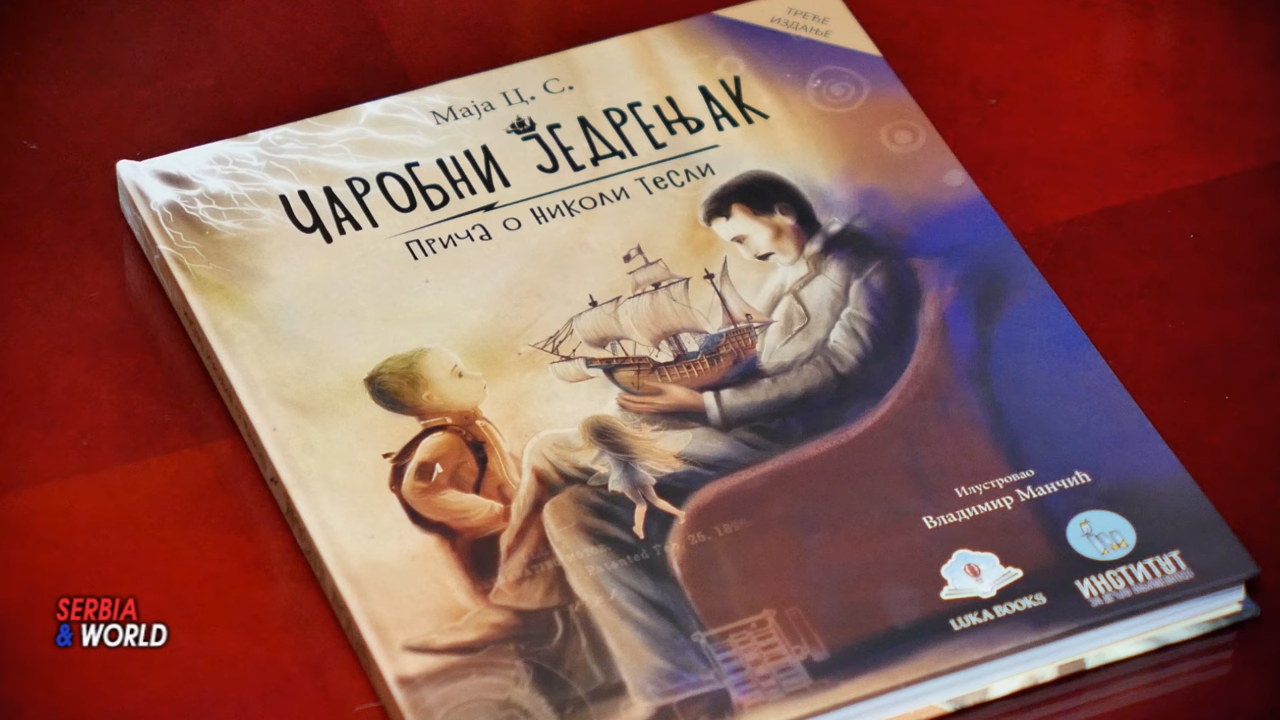 ТРЕЋЕ
ИЗДАЊЕ
Маја Ц. С.
ЧАРОБНИ ЈЕДРЕЊАК
Прича о Николи Тесли
Patented Feb. 25.
Илустровао
Владимир Манчић
LUKA BOOKS
ИНСТИТУТ
SERBIA
& WORLD